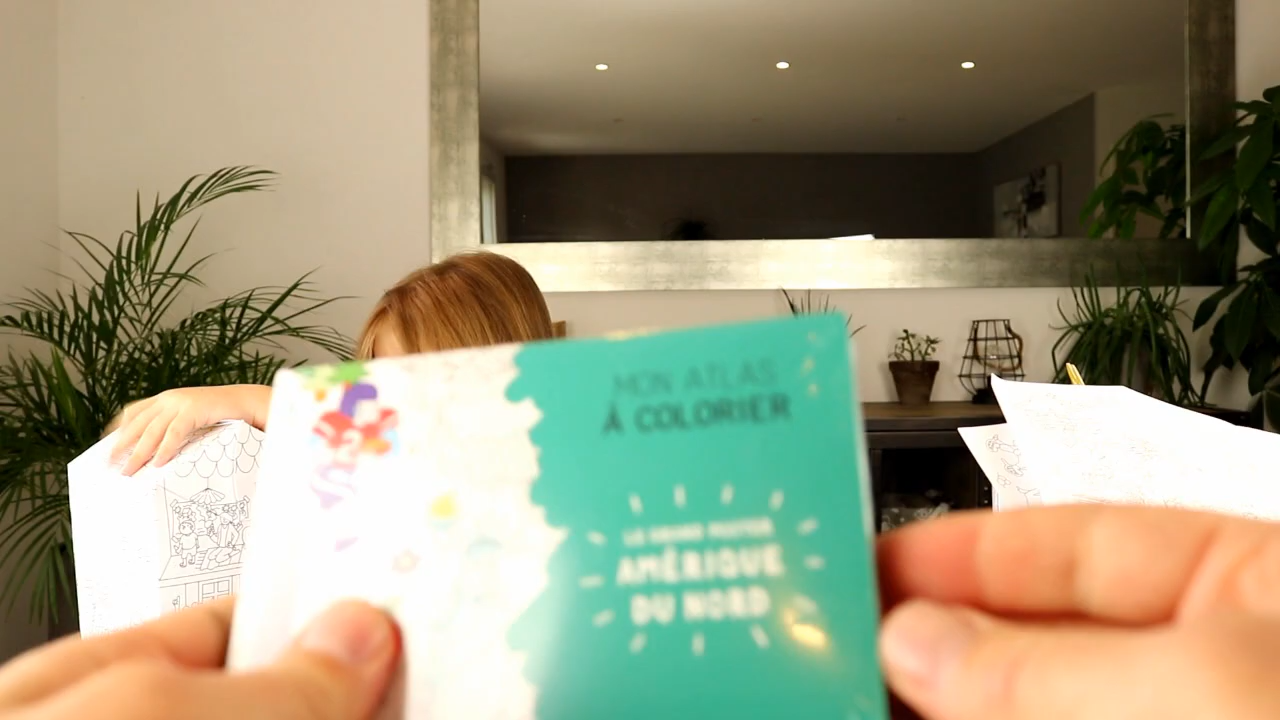 MON ATLAS
À COLORIER
LE GRAND POSTER
AMÉRIQUE
DU NORD